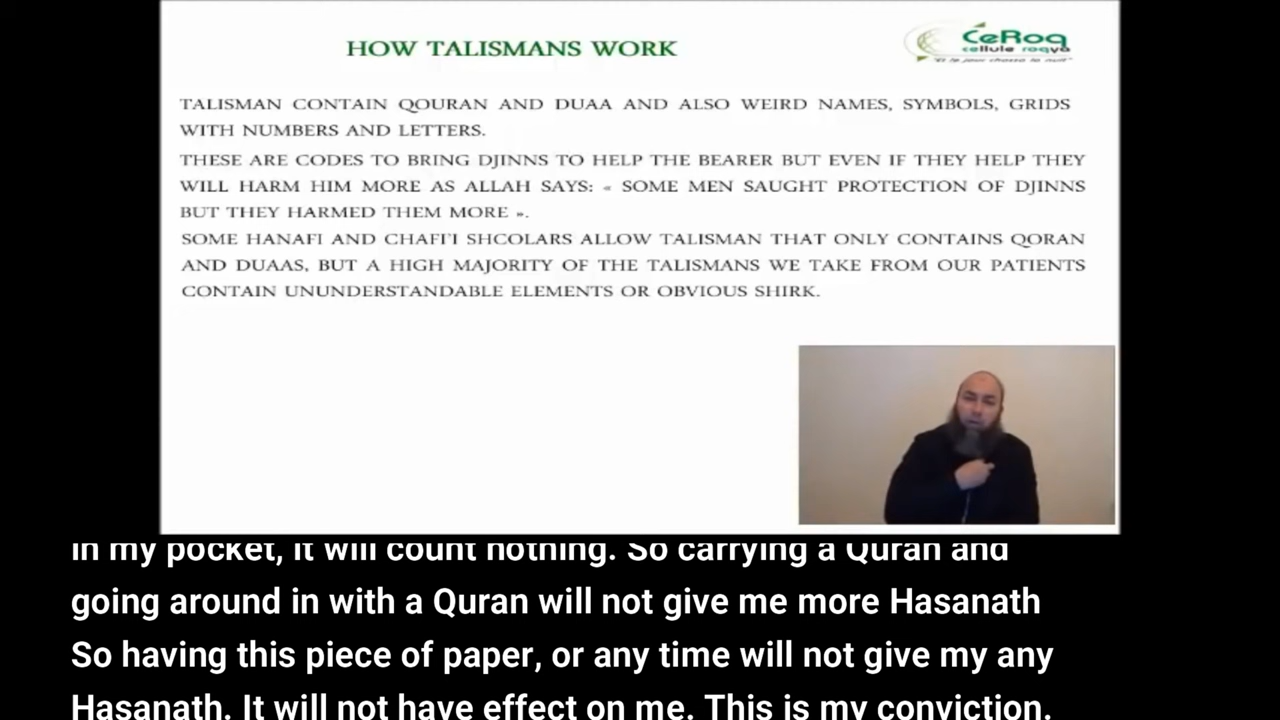 HOW TALISMANS WORK
CeRoq
cellule roqya
TALISMAN CONTAIN QOURAN AND DUAA AND ALSO WEIRD NAMES, SYMBOLS, GRIDS
WITH NUMBERS AND LETTERS.
THESE ARE CODES TO BRING DJINNS TO HELP THE BEARER BUT EVEN IF THEY HELP THEY
WILL HARM HIM MORE AS ALLAH SAYS: « SOME MEN SAUGHT PROTECTION OF DJINNS
BUT THEY HARMED THEM MORE ».
SOME HANAFI AND CHAFI'I SHCOLARS ALLOW TALISMAN THAT ONLY CONTAINS QORAN
AND DUAAS, BUT A HIGH MAJORITY OF THE TALISMANS WE TAKE FROM OUR PATIENTS
CONTAIN UNUNDERSTANDABLE ELEMENTS OR OBVIOUS SHIRK.
in my pocket, it will count nothing. So carrying a Quran and
going around in with a Quran will not give me more Hasanath
So having this piece of paper, or any time will not give my any
Hasanath. It will not have effect on me. This is my conviction.